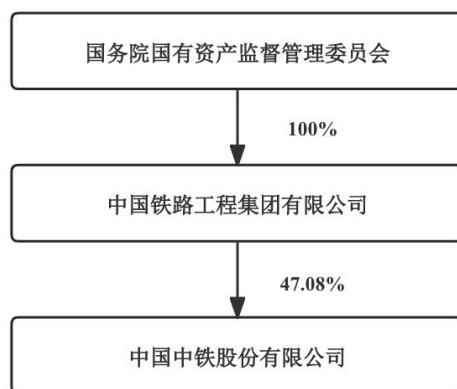 国务院国有资产监督管理委员会
100%
中国铁路工程集团有限公司
47.08%
中国中铁股份有限公司